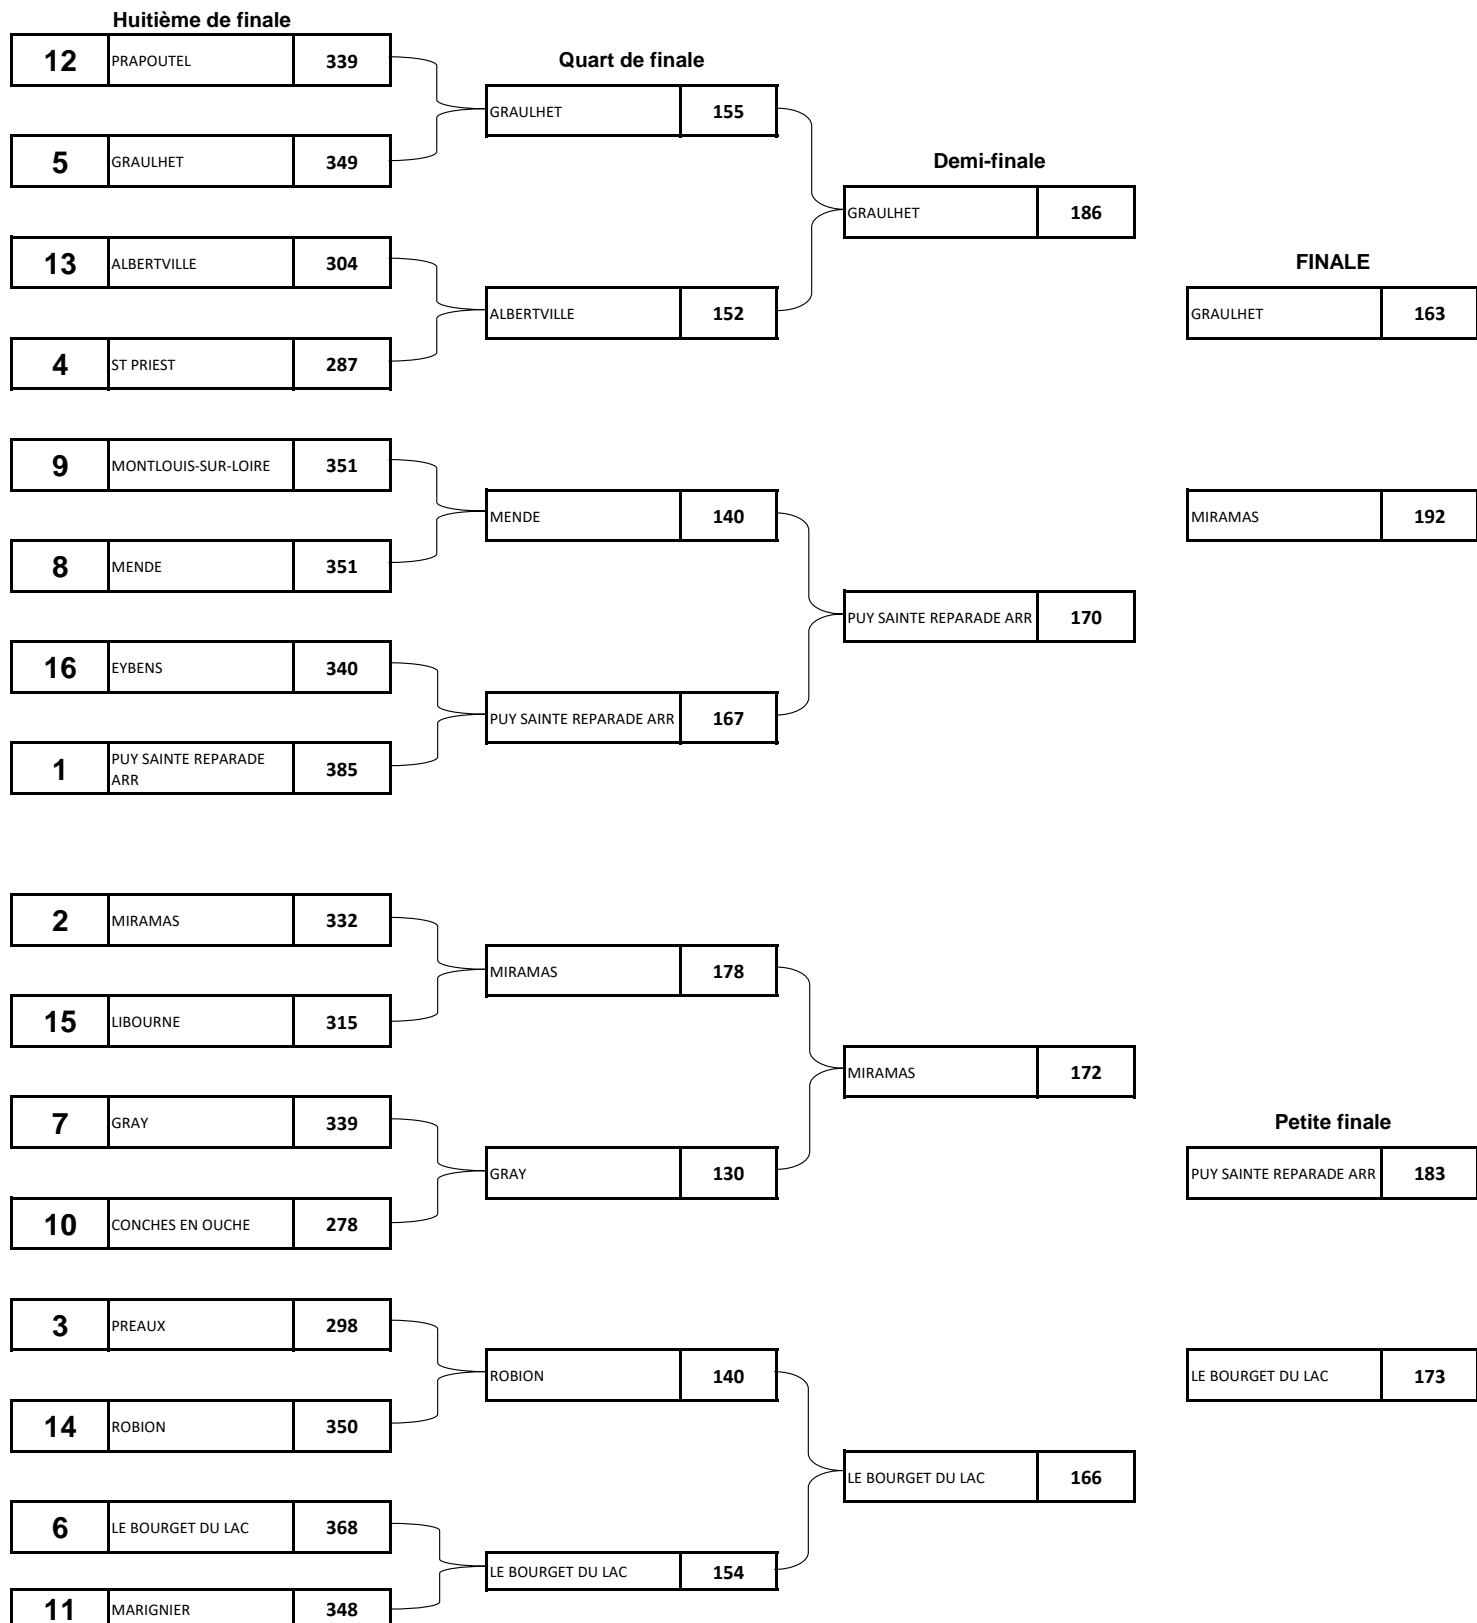 Huitième de finale
12 PRAPOUTEL 339
Quart de finale
GRAULHET 155
5 GRAULHET 349
Demi-finale
GRAULHET 186
13 ALBERTVILLE 304
FINALE
ALBERTVILLE 152
GRAULHET 163
4 ST PRIEST 287
9 MONTLOUIS-SUR-LOIRE 351
MENDE 140
MIRAMAS 192
8 MENDE 351
PUY SAINTE REPARADE ARR 170
16 EYBENS 340
PUY SAINTE REPARADE ARR 167
1 PUY SAINTE REPARADE 385
ARR
2 MIRAMAS 332
MIRAMAS 178
15 LIBOURNE 315
MIRAMAS 172
7 GRAY 339
Petite finale
GRAY 130
PUY SAINTE REPARADE ARR 183
10 CONCHES EN OUCHE 278
3 PREAUX 298
ROBION 140
LE BOURGET DU LAC 173
14 ROBION 350
LE BOURGET DU LAC 166
6 LE BOURGET DU LAC 368
LE BOURGET DU LAC 154
11 MARIGNIER 348